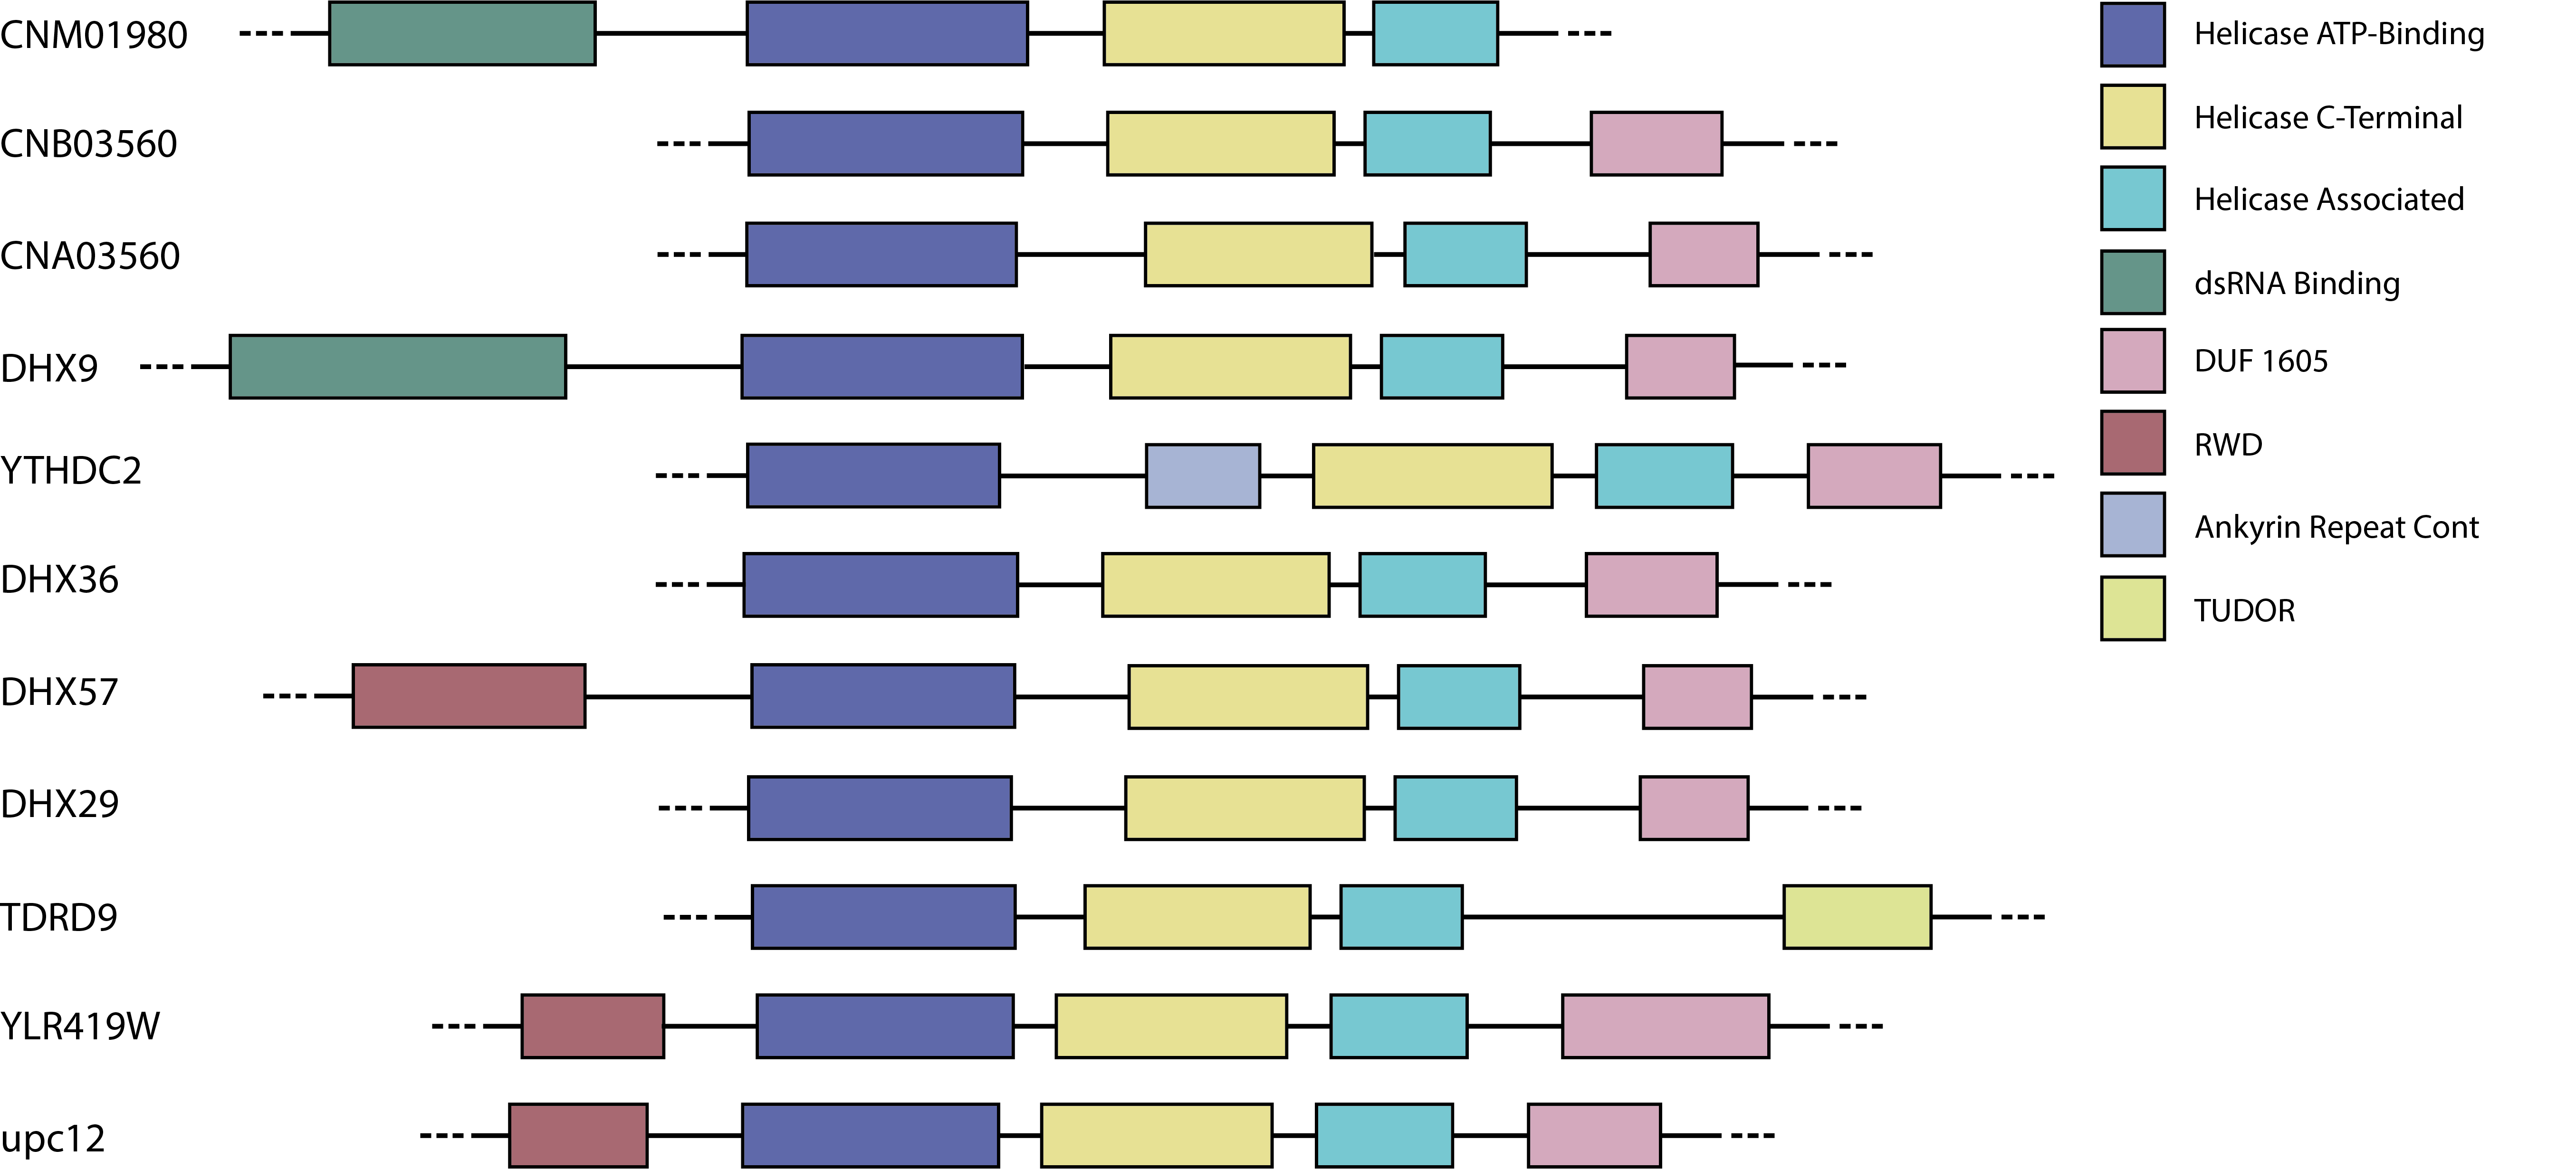 CNM01980
CNB03560
CNA03560
DHX9
YTHDC2
DHX36
DHX57
DHX29
TDRD9
YLR419W
upc12
Helicase ATP-Binding
Helicase C-Terminal
Helicase Associated
dsRNA Binding
DUF 1605
RWD
Ankyrin Repeat Cont
TUDOR